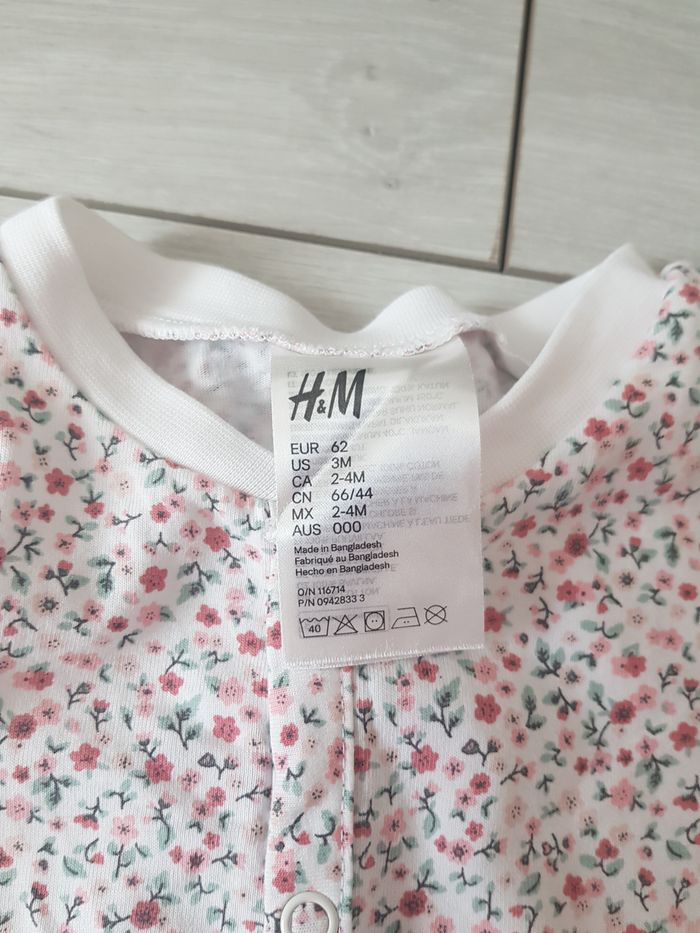 H&M
EUR 62
US 3M
CA 2-4M
CN 66/44
MX 2-4M
AUS 000
Made in Bangladesh
Fabriqué au Bangladesh
Hecho en Bangladesh
O/N 116714
P/N 0942833 3
40